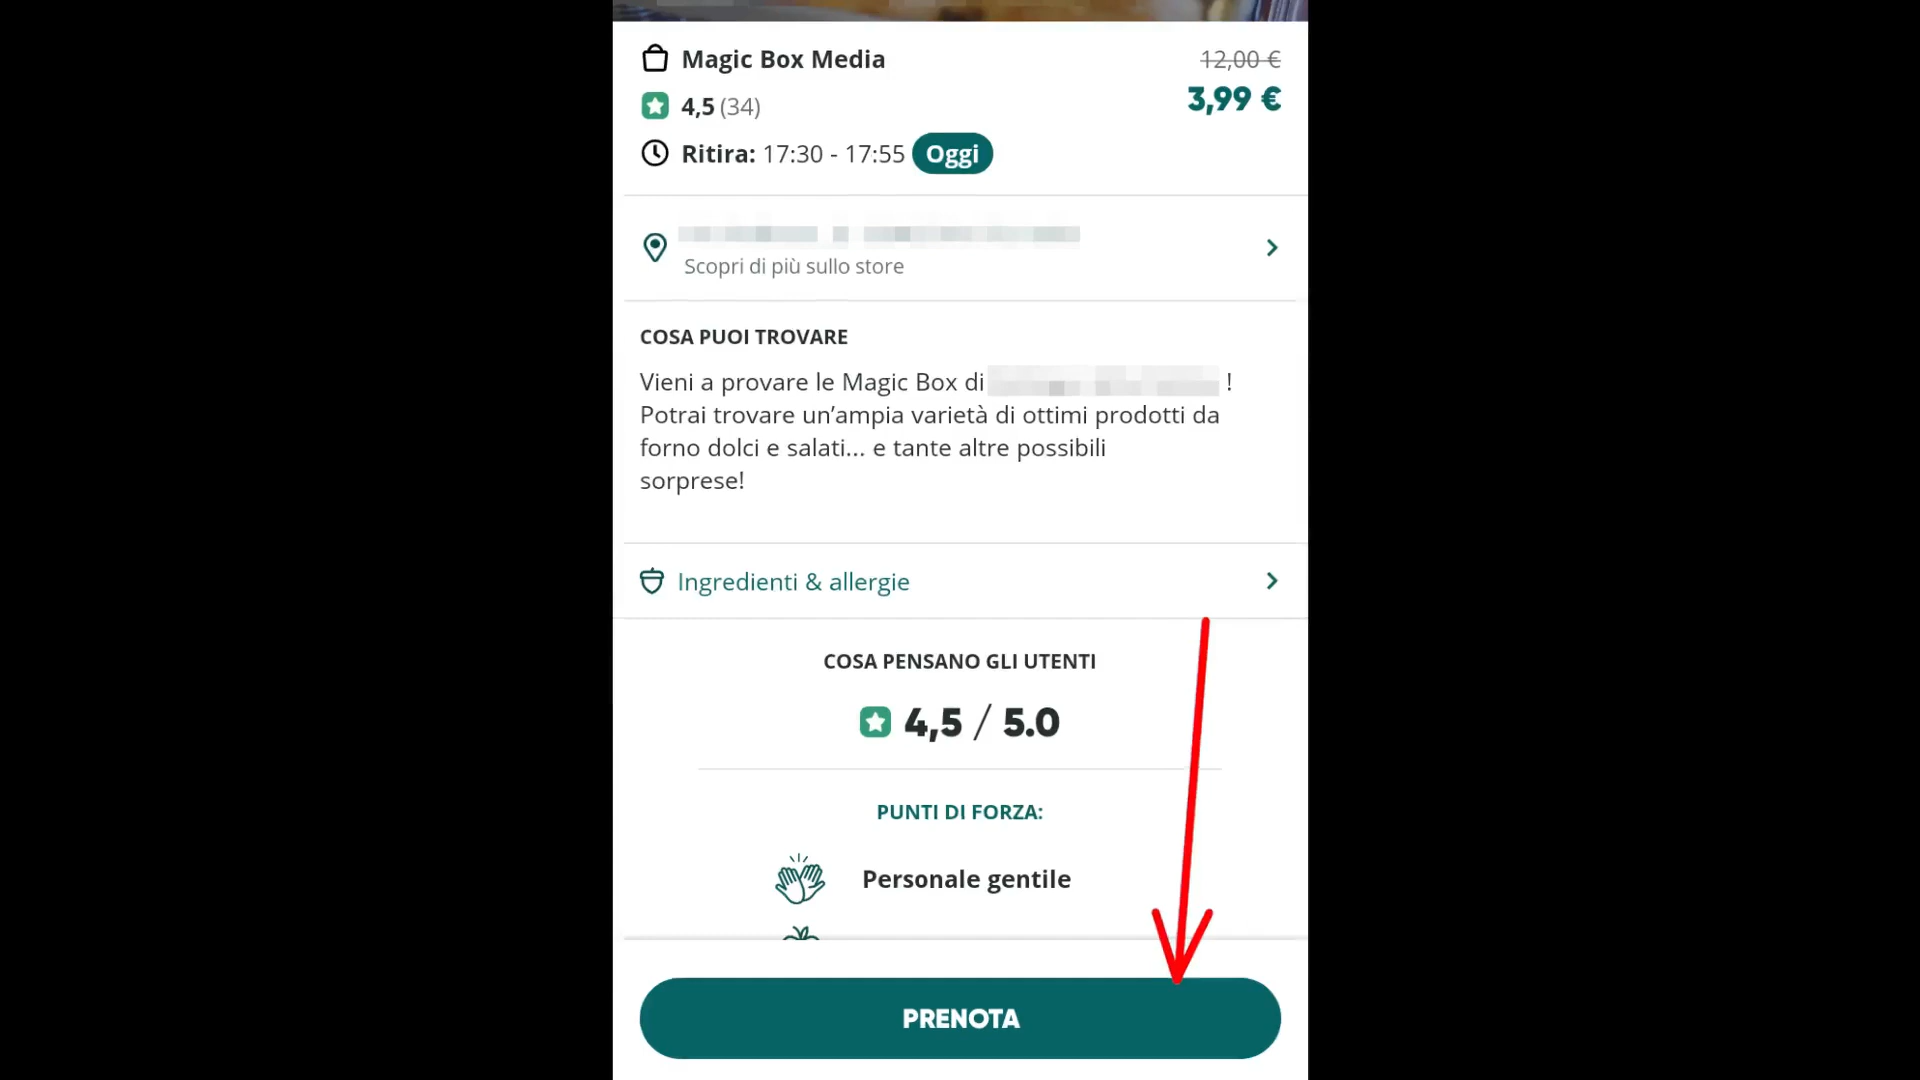 Magic Box Media
12,00 €
4,5 (34)
3,99 €
Ritira: 17:30 - 17:55 Oggi
Scopri di più sullo store
COSA PUOI TROVARE
Vieni a provare le Magic Box di !
Potrai trovare un’ampia varietà di ottimi prodotti da
forno dolci e salati... e tante altre possibili
sorprese!
Ingredienti & allergie
COSA PENSANO GLI UTENTI
4,5 / 5.0
PUNTI DI FORZA:
Personale gentile
PRENOTA